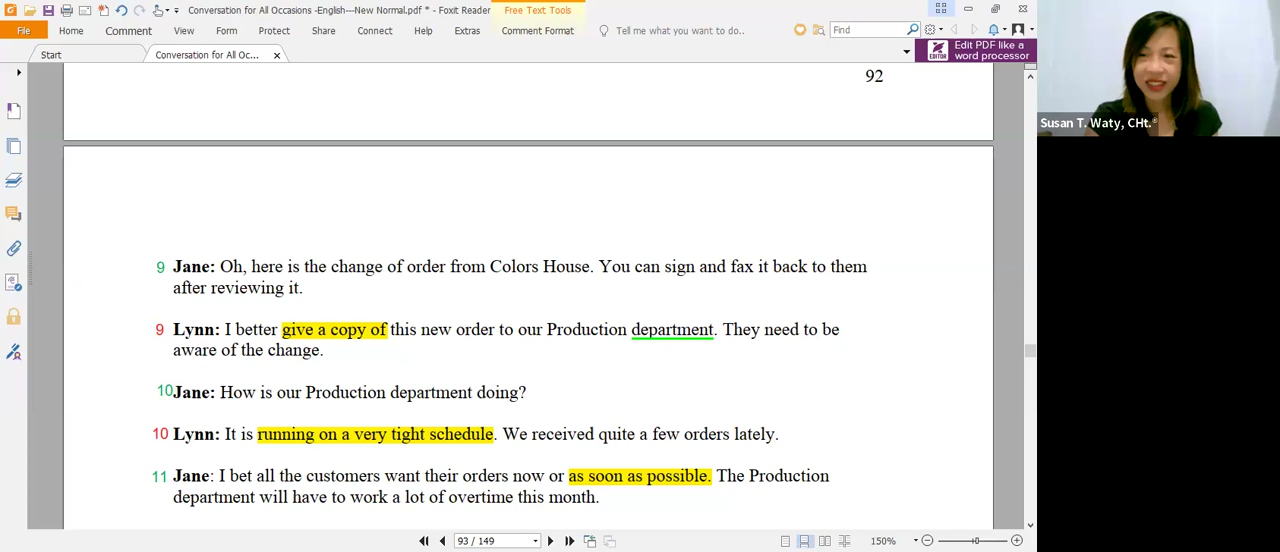 Conversation for All Occasions -English---New Normal.pdf * - Foxit Reader
Free Text Tools
File Home Comment View Form Protect Share Connect Help Extras Comment Format Tell me what you want to do.. Find
Start Conversation for All Oc... × EDITOR Edit PDF like a
word processor
92
Susan T. Waty, CHt.®
9 Jane: Oh, here is the change of order from Colors House. You can sign and fax it back to them
after reviewing it.
9 Lynn: I better give a copy of this new order to our Production department. They need to be
aware of the change.
10 Jane: How is our Production department doing?
10 Lynn: It is running on a very tight schedule. We received quite a few orders lately.
11 Jane: I bet all the customers want their orders now or as soon as possible. The Production
department will have to work a lot of overtime this month.
93 / 149 150%